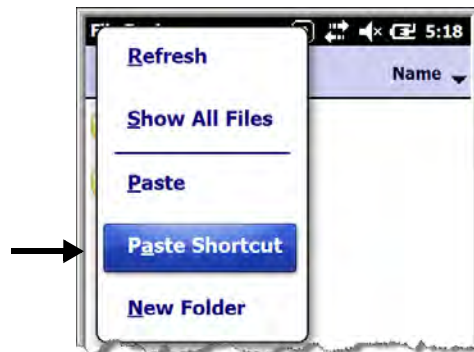 5:18
Name
Refresh
Show All Files
Paste
Paste Shortcut
New Folder